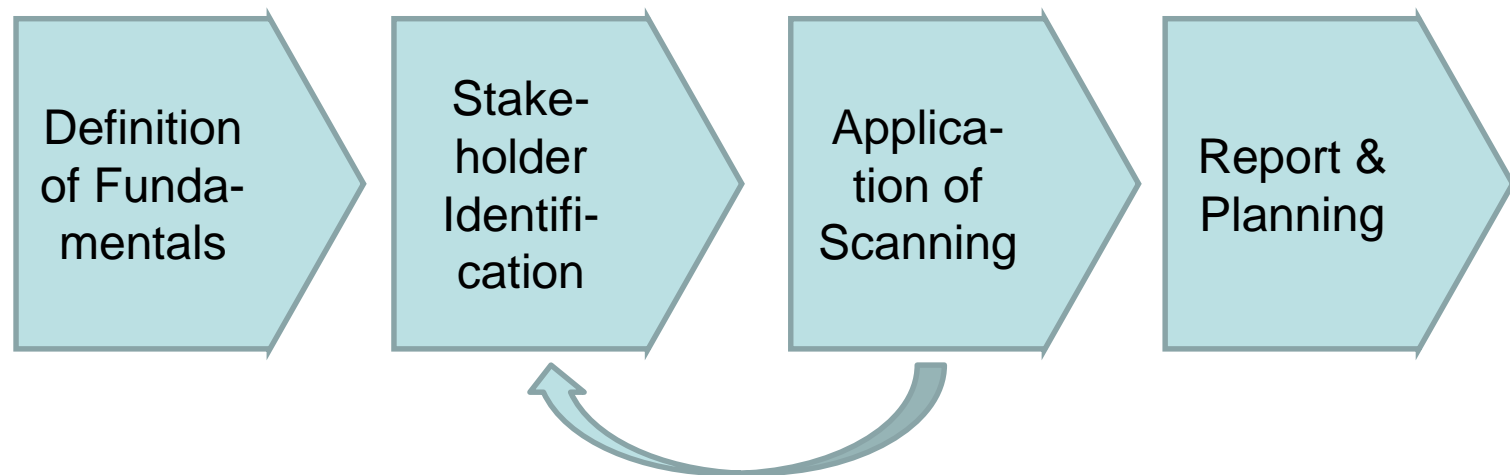 Definition
of Funda-
mentals
Stake-
holder
Identifi-
cation
Applica-
tion of
Scanning
Report &
Planning